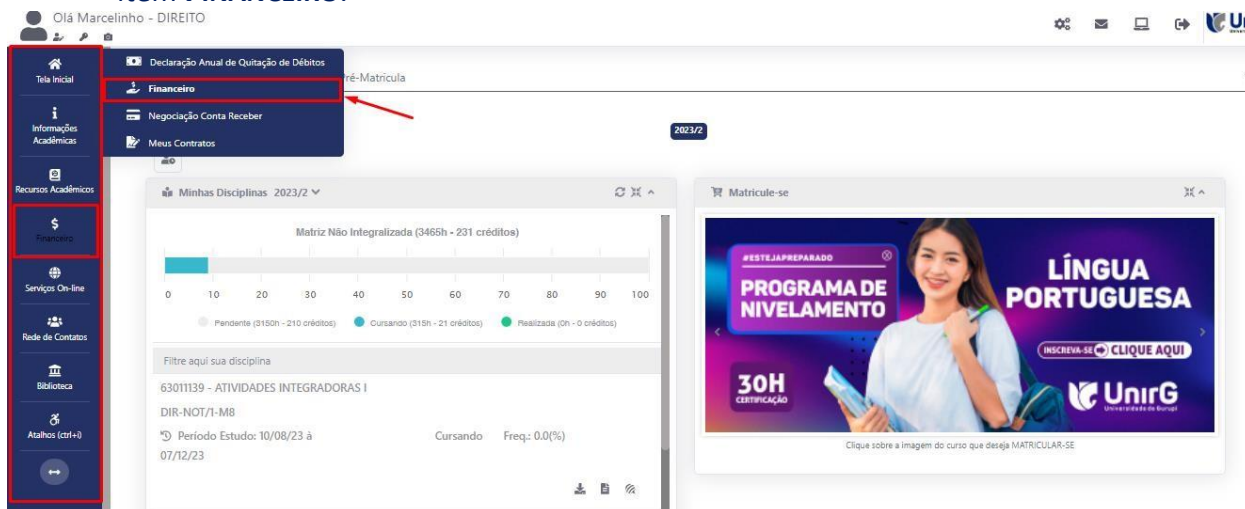 item FINANCEIRO:
Olá Marcelinho - DIREITO
Tela Inicial
Informações
Acadêmicas
Recursos Acadêmicos
Financeiro
Serviços On-line
Rede de Contatos
Biblioteca
Atalhos (ctrl+i)
Declaração Anual de Quitação de Débitos
Financeiro
Negociação Conta Receber
Meus Contratos
Pré-Matricula
2023/2
Minhas Disciplinas 2023/2
Matriz Não Integralizada (3465h - 231 créditos)
0 10 20 30 40 50 60 70 80 90 100
Pendente (3150h - 210 créditos) Cursando (315h - 21 créditos) Realizada (0h - 0 créditos)
Filtre aqui sua disciplina
63011139 - ATIVIDADES INTEGRADORAS I
DIR-NOT/1-M8
Período Estudo: 10/08/23 à Cursando Freq.: 0.0(%)
07/12/23
Matricule-se
#ESTEJAPREPARADO
PROGRAMA DE
NIVELAMENTO
30H
CERTIFICAÇÃO
LÍNGUA
PORTUGUESA
INSCREVA-SE CLIQUE AQUI
UnirG
Universidade de Gurupi
Clique sobre a imagem do curso que deseja MATRICULAR-SE